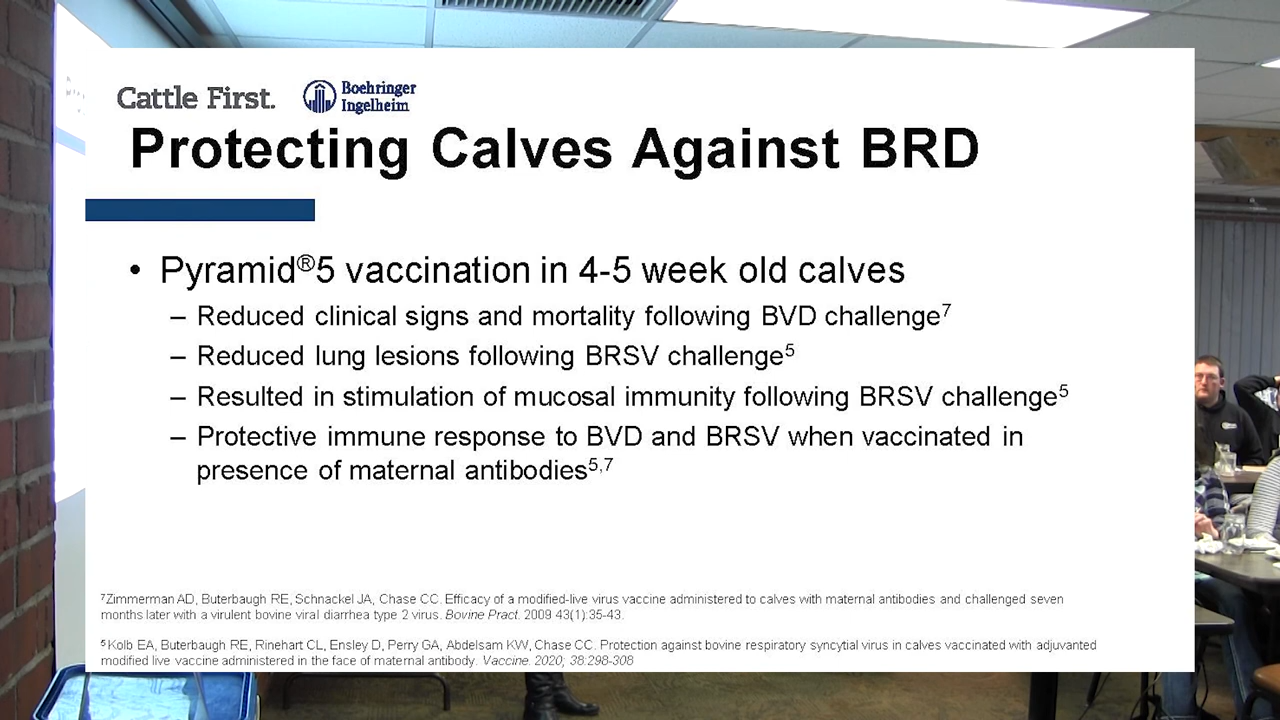 Cattle First.
Boehringer
Ingelheim
Protecting Calves Against BRD
• Pyramid®5 vaccination in 4-5 week old calves
– Reduced clinical signs and mortality following BVD challenge7
– Reduced lung lesions following BRSV challenge5
– Resulted in stimulation of mucosal immunity following BRSV challenge5
– Protective immune response to BVD and BRSV when vaccinated in
presence of maternal antibodies5,7
7Zimmerman AD, Buterbaugh RE, Schnackel JA, Chase CC. Efficacy of a modified-live virus vaccine administered to calves with maternal antibodies and challenged seven
months later with a virulent bovine viral diarrhea type 2 virus. Bovine Pract. 2009 43(1):35-43.
5 Kolb EA, Buterbaugh RE, Rinehart CL, Ensley D, Perry GA, Abdelsam KW, Chase CC. Protection against bovine respiratory syncytial virus in calves vaccinated with adjuvanted
modified live vaccine administered in the face of maternal antibody. Vaccine. 2020; 38:298-308